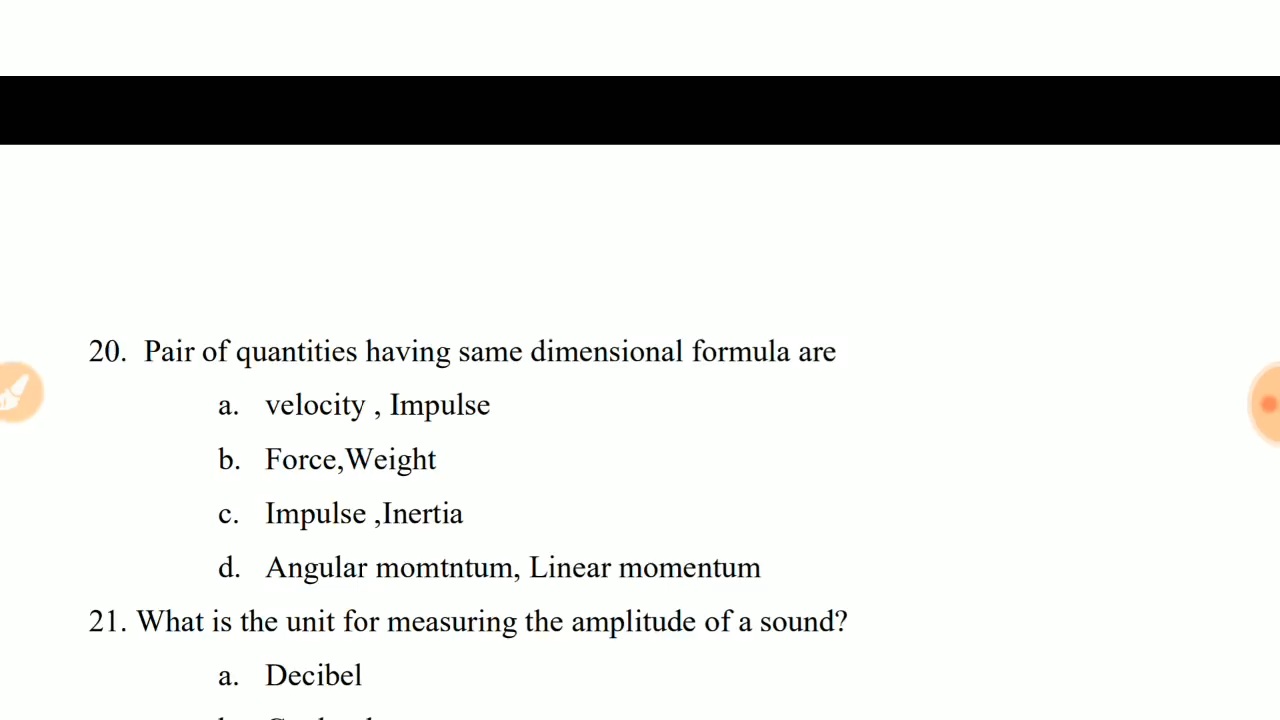 20. Pair of quantities having same dimensional formula are
a. velocity , Impulse
b. Force,Weight
c. Impulse ,Inertia
d. Angular momtntum, Linear momentum
21. What is the unit for measuring the amplitude of a sound?
a. Decibel